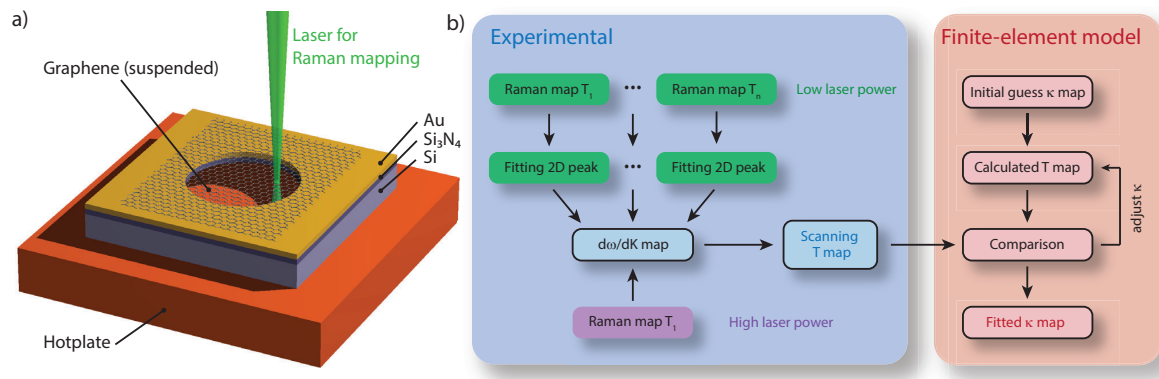 a)
Laser for
Raman mapping
Graphene (suspended)
Au
Si₃N₄
Si
Hotplate
b)
Experimental
Raman map T₁
...
Raman map Tₙ
Low laser power
Fitting 2D peak
...
Fitting 2D peak
dω/dK map
Scanning
T map
Raman map T₁
High laser power
Finite-element model
Initial guess κ map
Calculated T map
adjust κ
Comparison
Fitted κ map